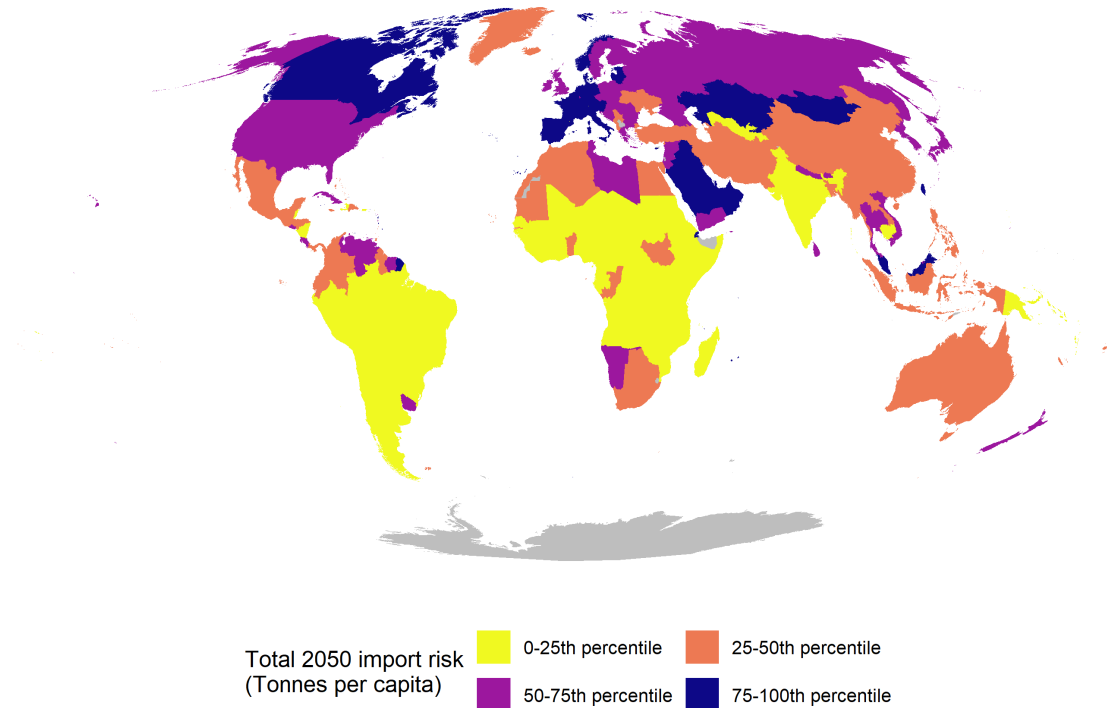 Total 2050 import risk
(Tonnes per capita)
0-25th percentile
25-50th percentile
50-75th percentile
75-100th percentile